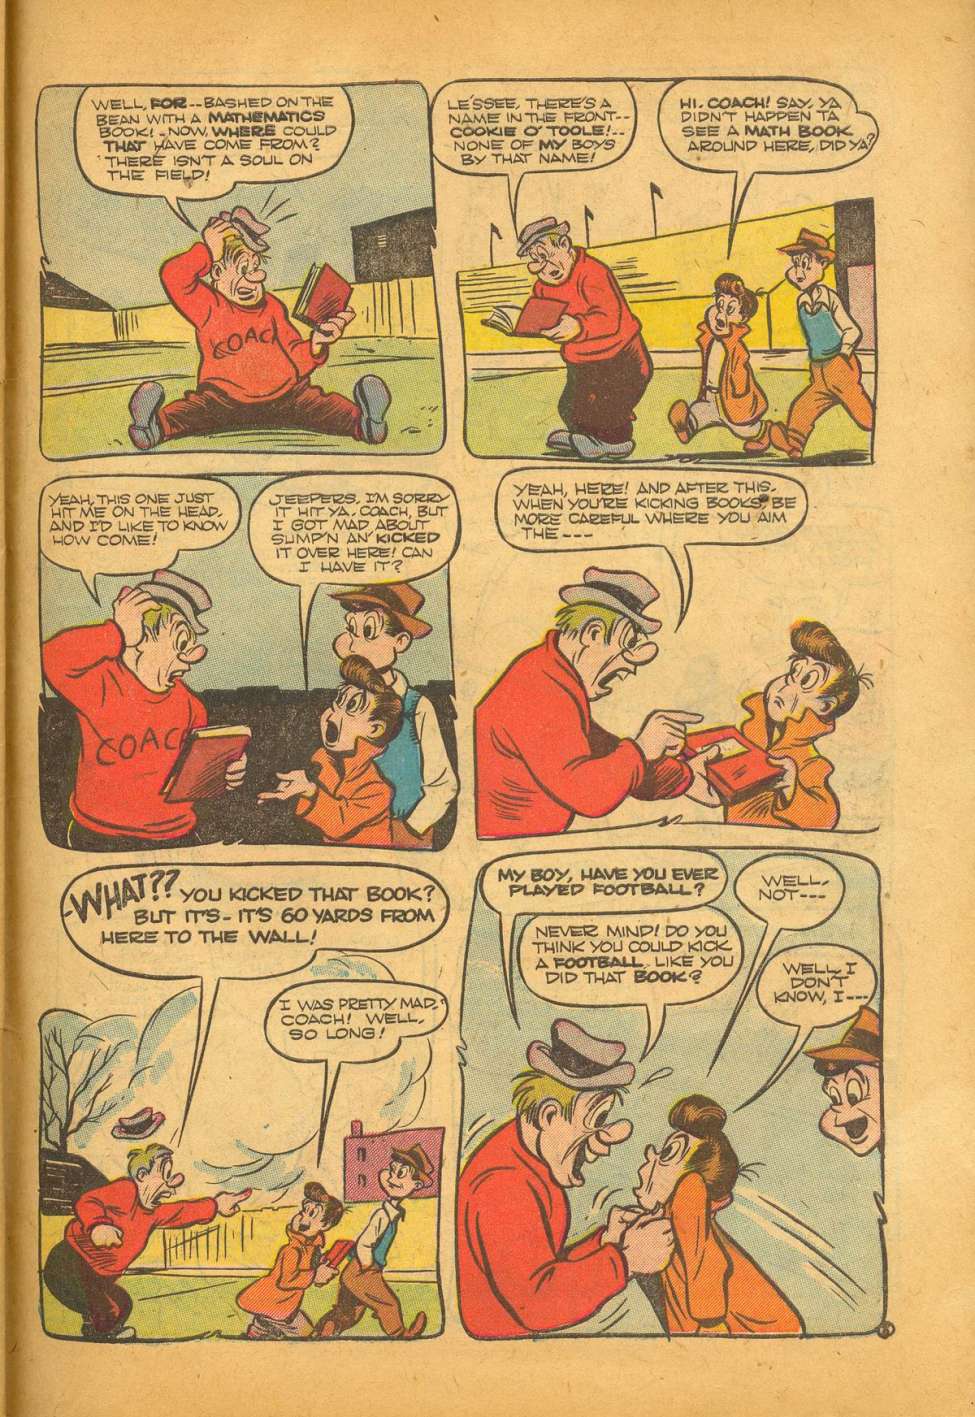 WELL, FOR--BASHED ON THE
BEAN WITH A MATHEMATICS
BOOK!-NOW, WHERE COULD
THAT HAVE COME FROM?
THERE ISN'T A SOUL ON
THE FIELD!
COACH
LE'SSEE, THERE'S A
NAME IN THE FRONT--
COOKIE O'TOOLE!--
NONE OF MY BOYS
BY THAT NAME!
HI, COACH! SAY, YA
DIDN'T HAPPEN TA
SEE A MATH BOOK
AROUND HERE, DID YA?
YEAH, THIS ONE JUST
HIT ME ON THE HEAD,
AND I'D LIKE TO KNOW
HOW COME!
JEEPERS, I'M SORRY
IT HIT YA, COACH, BUT
I GOT MAD ABOUT
SUMP'N AN' KICKED
IT OVER HERE! CAN
I HAVE IT?
COACH
YEAH, HERE! AND AFTER THIS,
WHEN YOU'RE KICKING BOOKS, BE
MORE CAREFUL WHERE YOU AIM
THE ---
-WHAT?? YOU KICKED THAT BOOK?
BUT IT'S- IT'S 60 YARDS FROM
HERE TO THE WALL!
I WAS PRETTY MAD,
COACH! WELL,
SO LONG!
MY BOY, HAVE YOU EVER
PLAYED FOOTBALL?
WELL,
NOT---
NEVER MIND! DO YOU
THINK YOU COULD KICK
A FOOTBALL LIKE YOU
DID THAT BOOK?
WELL, I
DON'T
KNOW, I---